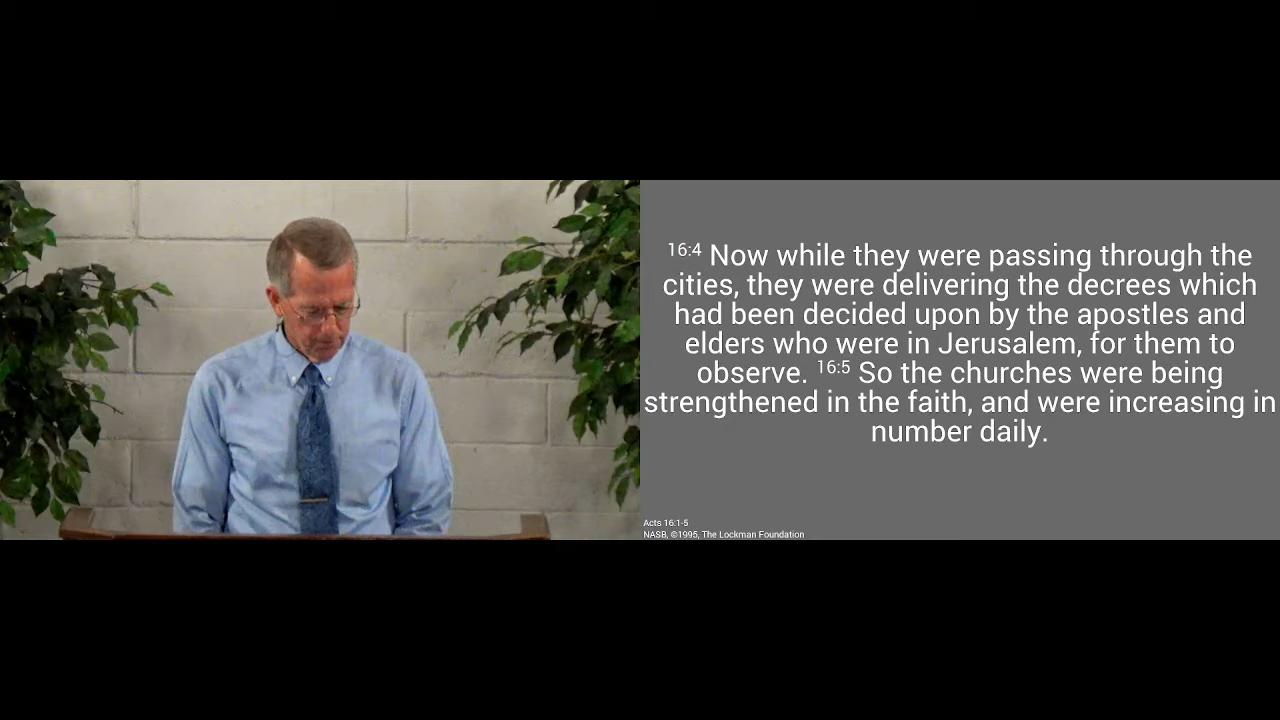 16:4 Now while they were passing through the
cities, they were delivering the decrees which
had been decided upon by the apostles and
elders who were in Jerusalem, for them to
observe. 16:5 So the churches were being
strengthened in the faith, and were increasing in
number daily.
Acts 16:1-5
NASB, ©1995, The Lockman Foundation